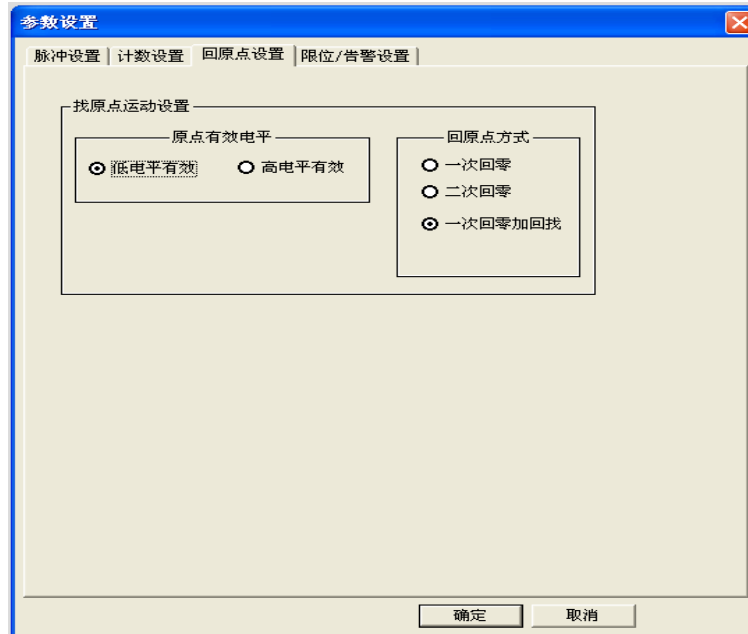 参数设置
脉冲设置 计数设置 回原点设置 限位/告警设置
找原点运动设置
原点有效电平
低电平有效 高电平有效
回原点方式
一次回零
二次回零
一次回零加回找
确定 取消